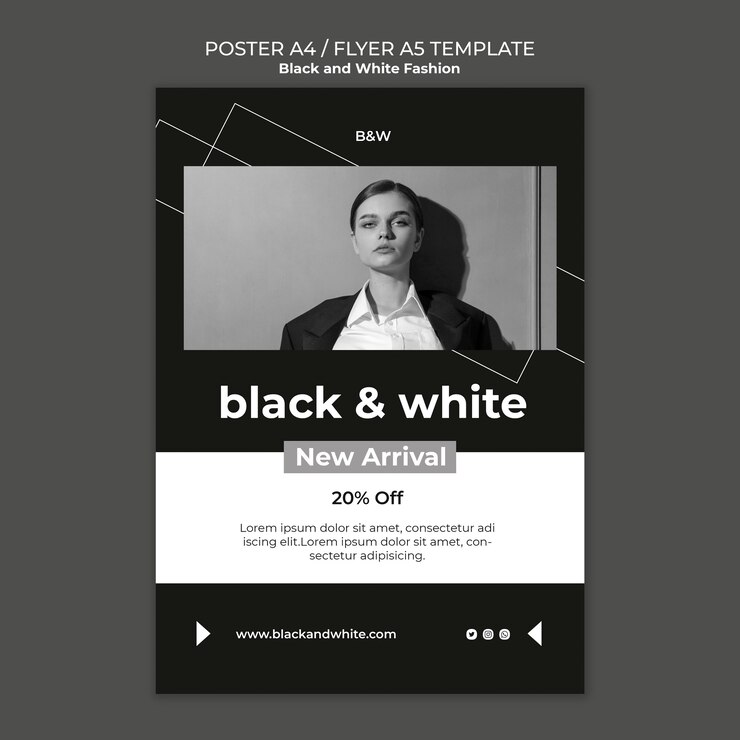 POSTER A4 / FLYER A5 TEMPLATE
Black and White Fashion
B&W
black & white
New Arrival
20% Off
Lorem ipsum dolor sit amet, consectetur adi
iscing elit.Lorem ipsum dolor sit amet, con-
sectetur adipisicing.
www.blackandwhite.com